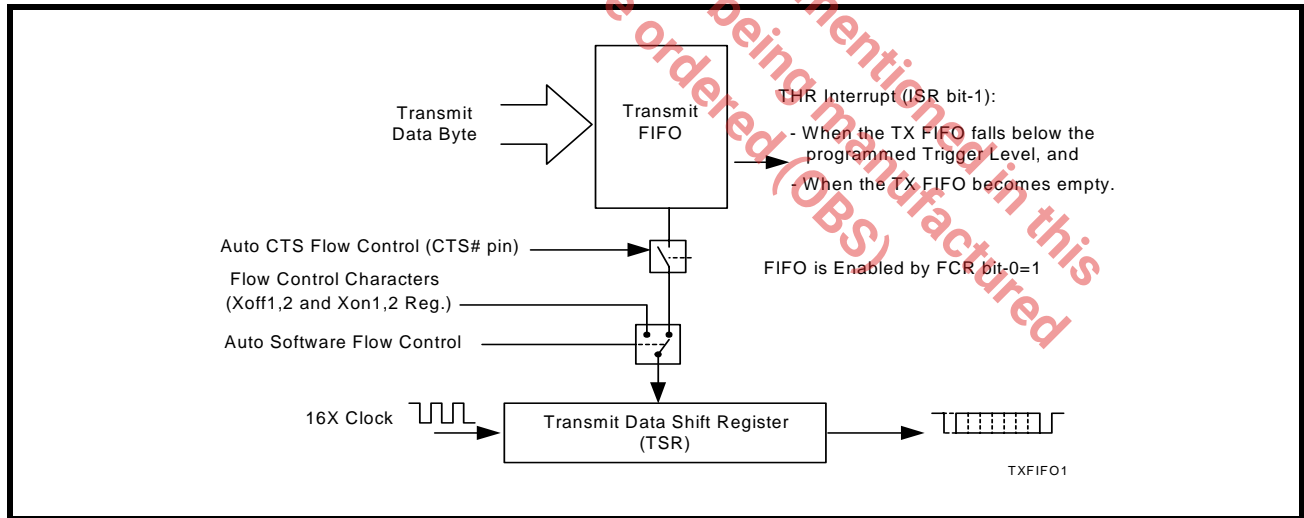 Transmit
Data Byte
Transmit
FIFO
THR Interrupt (ISR bit-1):
- When the TX FIFO falls below the
programmed Trigger Level, and
- When the TX FIFO becomes empty.
Auto CTS Flow Control (CTS# pin)
FIFO is Enabled by FCR bit-0=1
Flow Control Characters
(Xoff1,2 and Xon1,2 Reg.)
Auto Software Flow Control
16X Clock
Transmit Data Shift Register
(TSR)
TXFIFO1
mentioned in this
being manufactured
ordered (OBS)